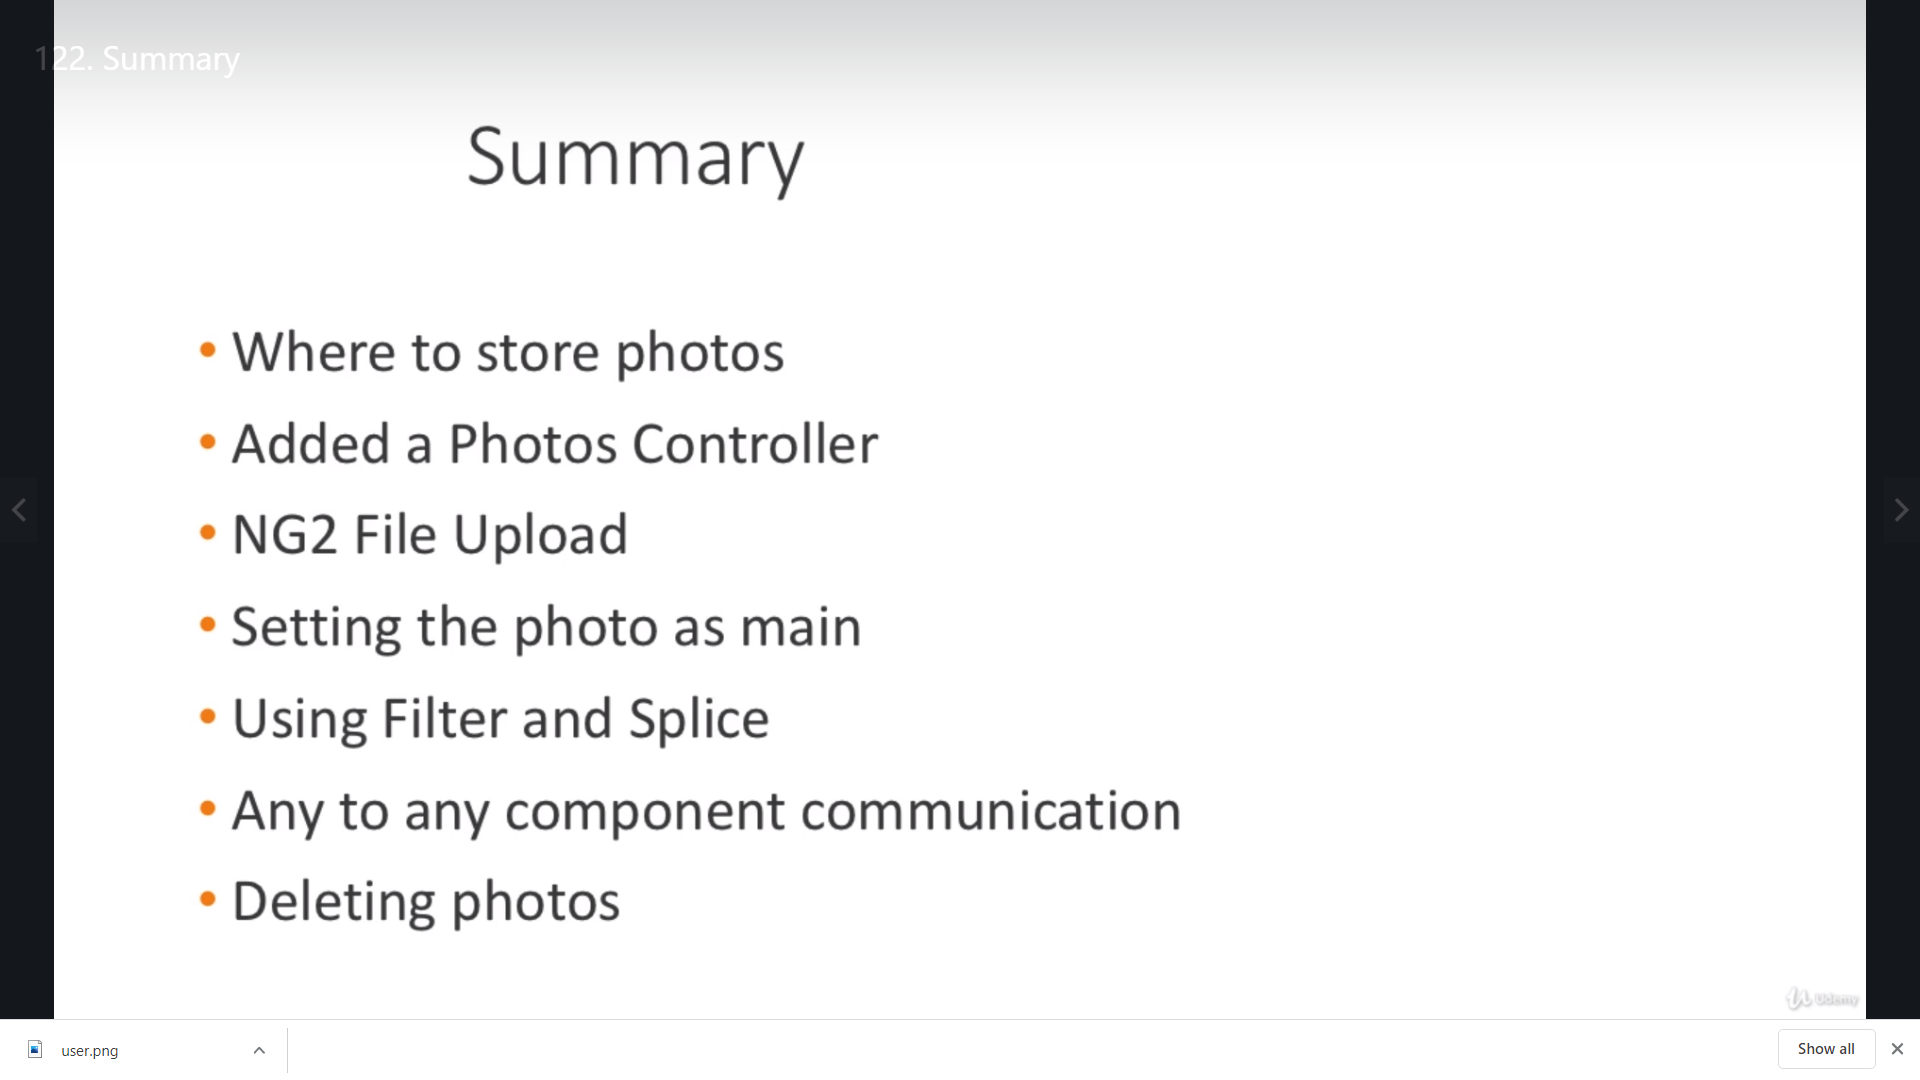 122. Summary
Summary
• Where to store photos
• Added a Photos Controller
• NG2 File Upload
• Setting the photo as main
• Using Filter and Splice
• Any to any component communication
• Deleting photos
Udemy
user.png
Show all